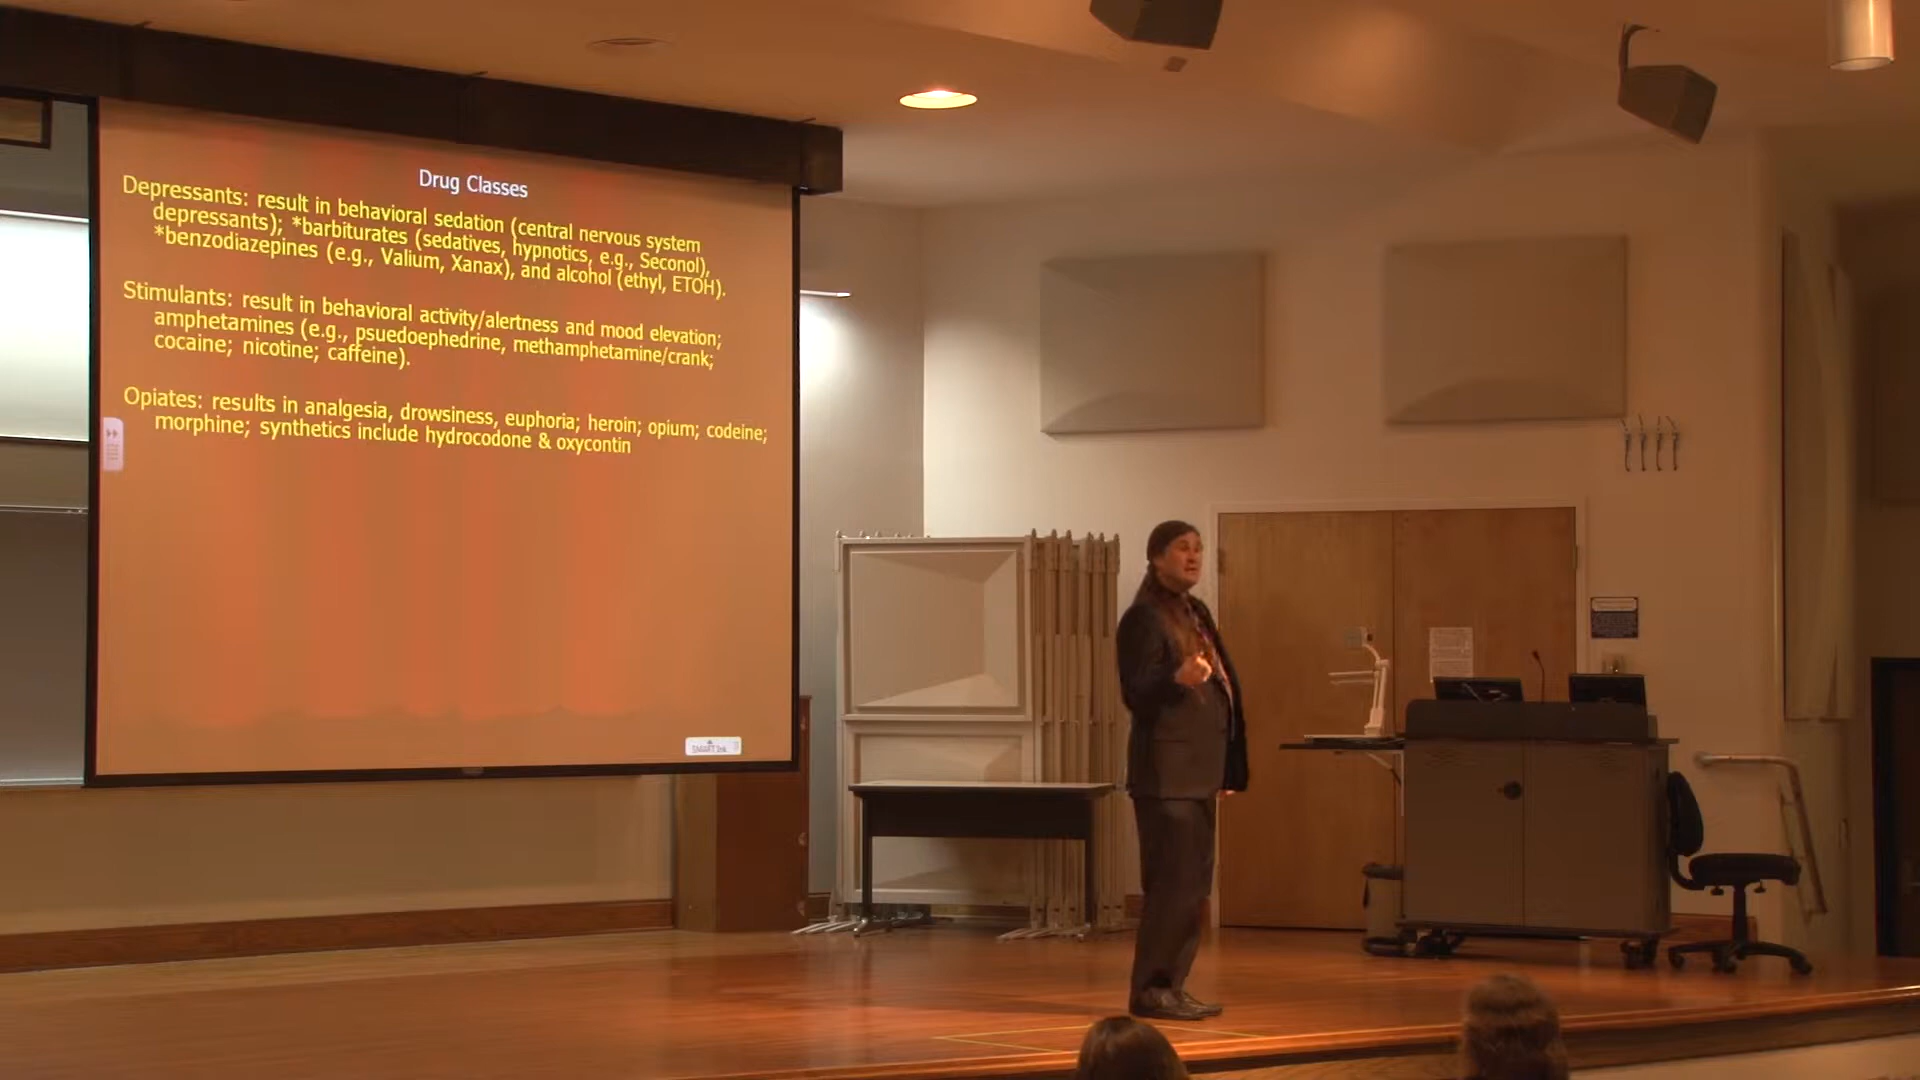 Drug Classes
Depressants: result in behavioral sedation (central nervous system
depressants); *barbiturates (sedatives, hypnotics, e.g., Seconol),
*benzodiazepines (e.g., Valium, Xanax), and alcohol (ethyl, ETOH).
Stimulants: result in behavioral activity/alertness and mood elevation;
amphetamines (e.g., psuedoephedrine, methamphetamine/crank;
cocaine; nicotine; caffeine).
Opiates: results in analgesia, drowsiness, euphoria; heroin; opium; codeine;
morphine; synthetics include hydrocodone & oxycontin
SMART Ink